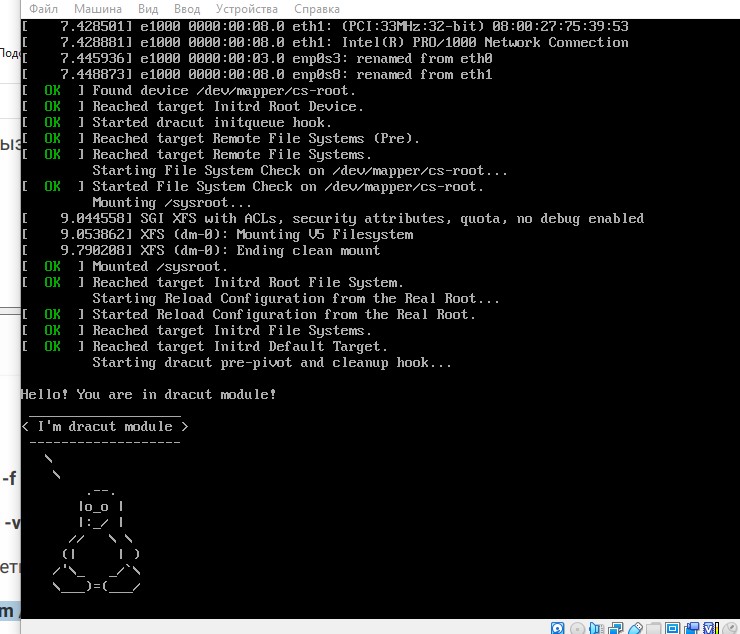 Файл Машина Вид Ввод Устройства Справка
[    7.428501] e1000 0000:00:08.0 eth1: (PCI:33MHz:32-bit) 08:00:27:75:39:53
[    7.428881] e1000 0000:00:08.0 eth1: Intel(R) PRO/1000 Network Connection
[    7.445936] e1000 0000:00:03.0 enp0s3: renamed from eth0
[    7.448873] e1000 0000:00:08.0 enp0s8: renamed from eth1
[  OK  ] Found device /dev/mapper/cs-root.
[  OK  ] Reached target Initrd Root Device.
[  OK  ] Started dracut initqueue hook.
[  OK  ] Reached target Remote File Systems (Pre).
[  OK  ] Reached target Remote File Systems.
         Starting File System Check on /dev/mapper/cs-root...
[  OK  ] Started File System Check on /dev/mapper/cs-root.
         Mounting /sysroot...
[    9.044558] SGI XFS with ACLs, security attributes, quota, no debug enabled
[    9.053862] XFS (dm-0): Mounting V5 Filesystem
[    9.790208] XFS (dm-0): Ending clean mount
[  OK  ] Mounted /sysroot.
[  OK  ] Reached target Initrd Root File System.
         Starting Reload Configuration from the Real Root...
[  OK  ] Started Reload Configuration from the Real Root.
[  OK  ] Reached target Initrd File Systems.
[  OK  ] Reached target Initrd Default Target.
         Starting dracut pre-pivot and cleanup hook...
Hello! You are in dracut module!
 ___________________
< I'm dracut module >
 -------------------
   \
    \
        .--.
       |o_o |
       |:_/ |
      //   \ \
     (|     | )
    /'\_   _/`\
    \___)=(___/
-f
-v